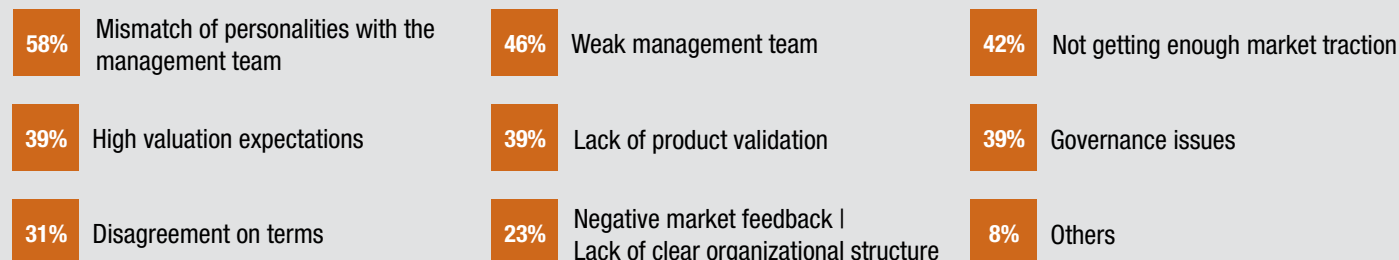 58%
Mismatch of personalities with the
management team
46%
Weak management team
42%
Not getting enough market traction
39%
High valuation expectations
39%
Lack of product validation
39%
Governance issues
31%
Disagreement on terms
23%
Negative market feedback |
Lack of clear organizational structure
8%
Others